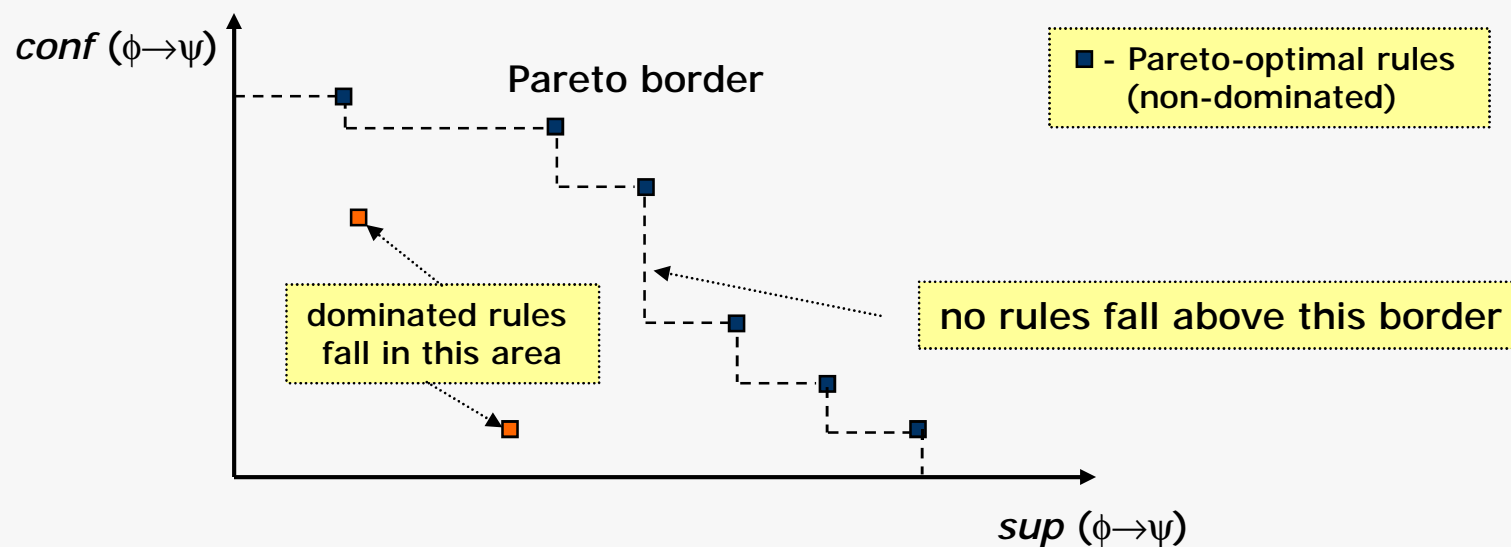 conf (ϕ→ψ)
Pareto border
- Pareto-optimal rules
(non-dominated)
dominated rules
fall in this area
no rules fall above this border
sup (ϕ→ψ)